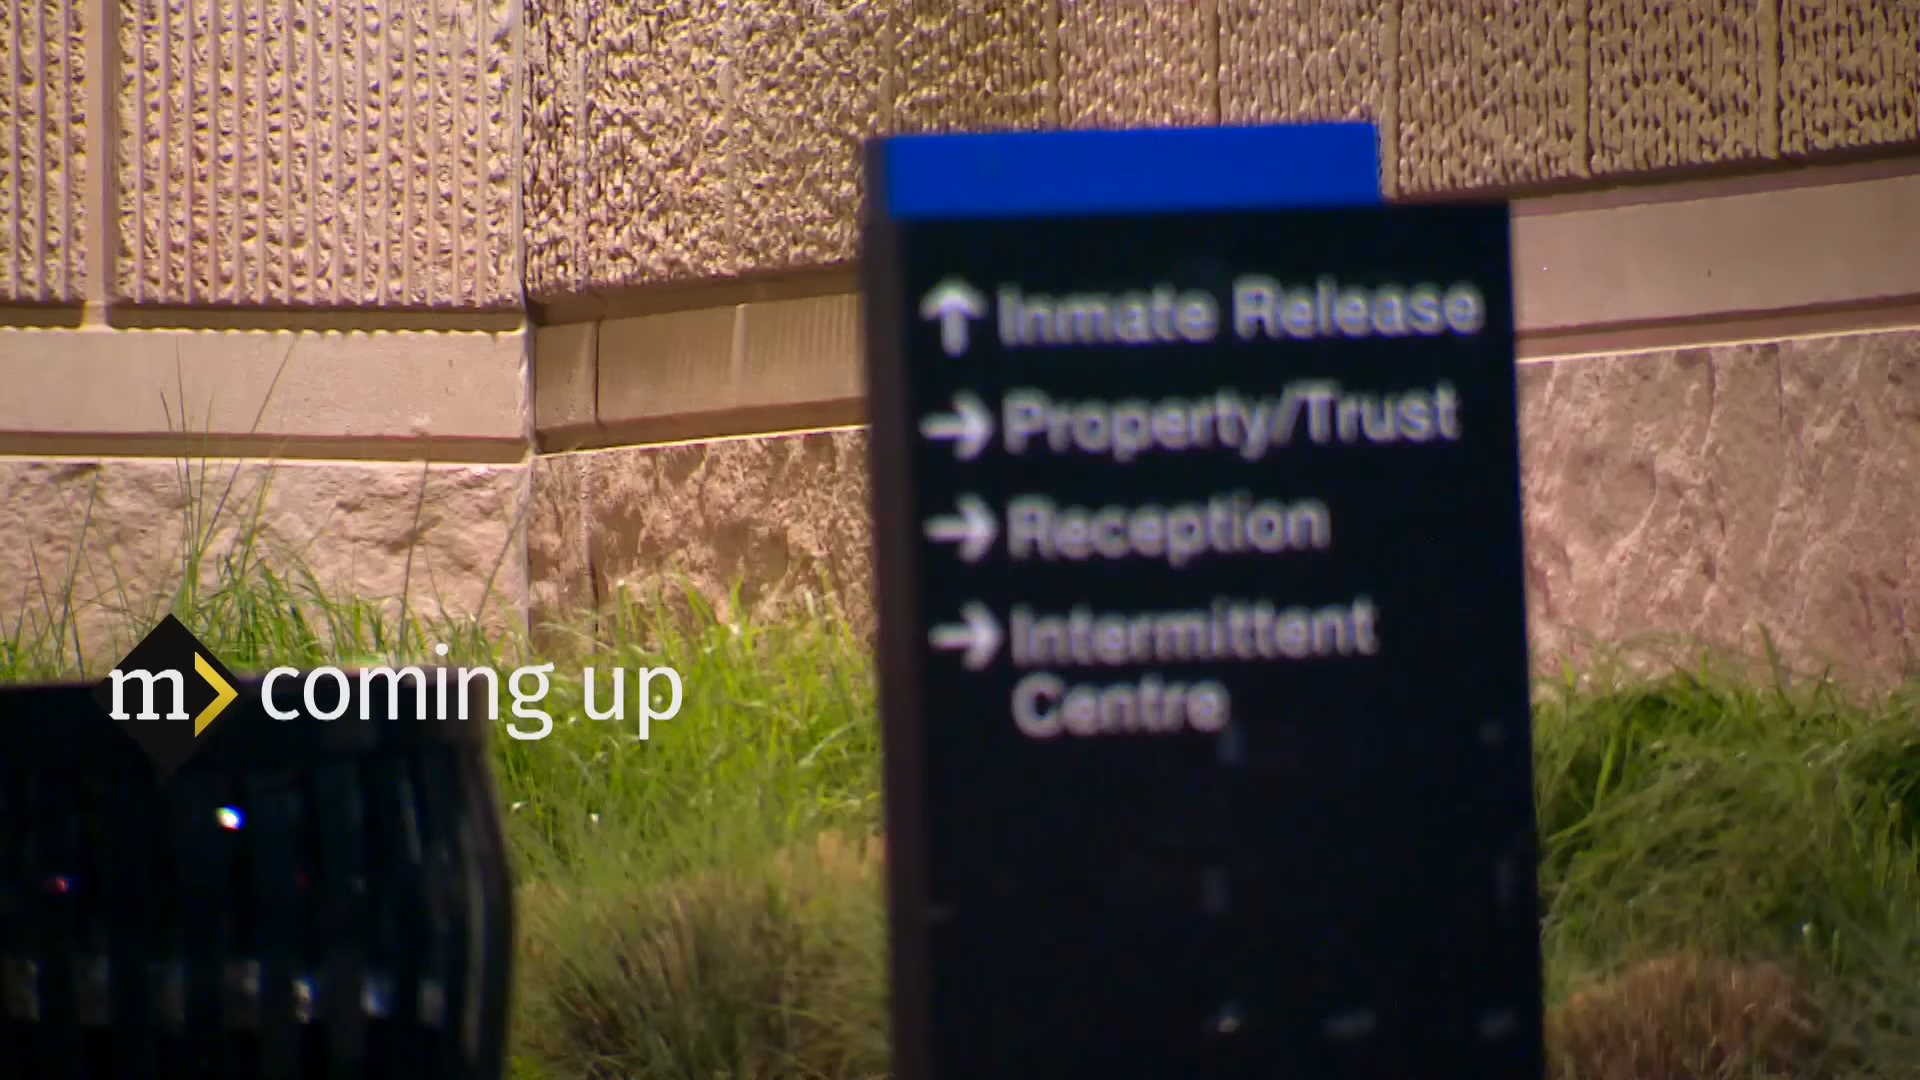 Inmate Release
Property/Trust
Reception
Intermittent
Centre
m> coming up